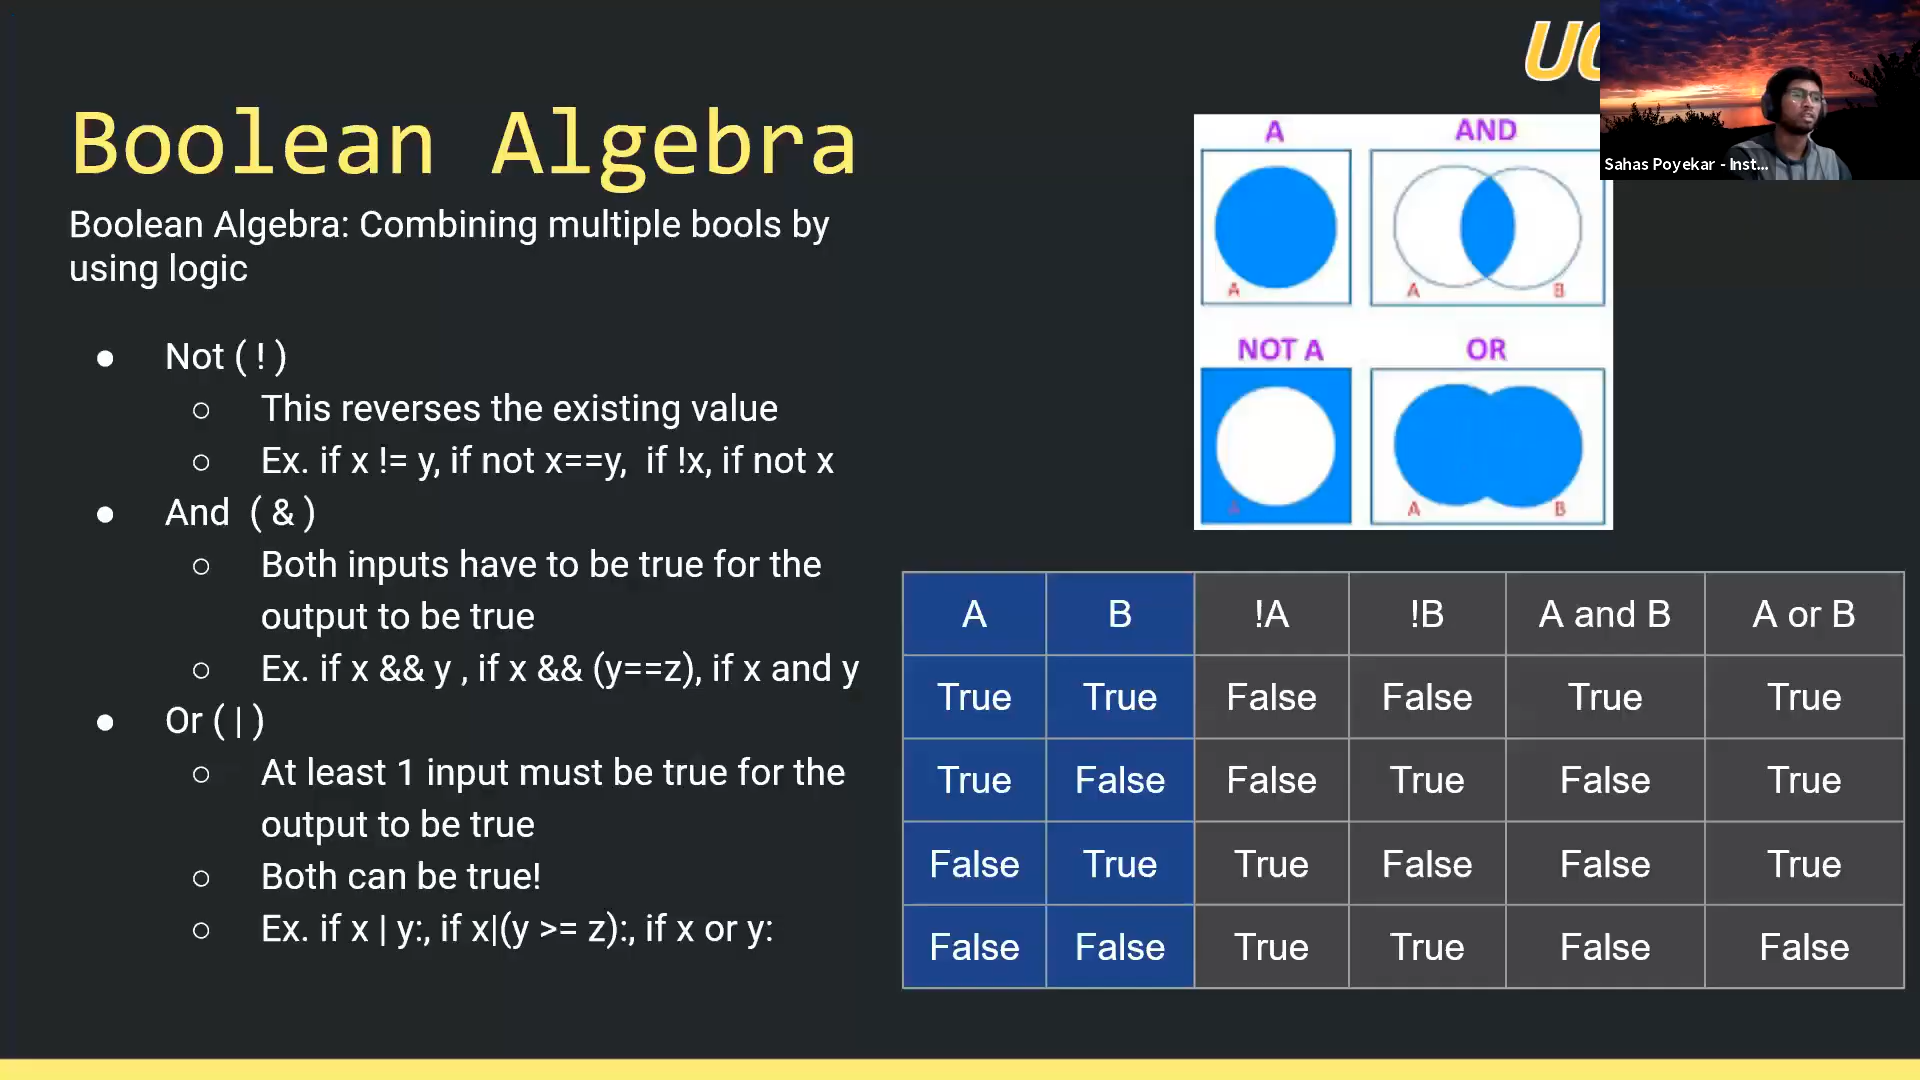 UC
Sahas Poyekar - Inst...
Boolean Algebra
Boolean Algebra: Combining multiple bools by
using logic
● Not ( ! )
○ This reverses the existing value
○ Ex. if x != y, if not x==y, if !x, if not x
● And ( & )
○ Both inputs have to be true for the
output to be true
○ Ex. if x && y , if x && (y==z), if x and y
● Or ( | )
○ At least 1 input must be true for the
output to be true
○ Both can be true!
○ Ex. if x | y:, if x|(y >= z):, if x or y:
A AND
A A B
NOT A OR
A A B
A B !A !B A and B A or B
True True False False True True
True False False True False True
False True True False False True
False False True True False False